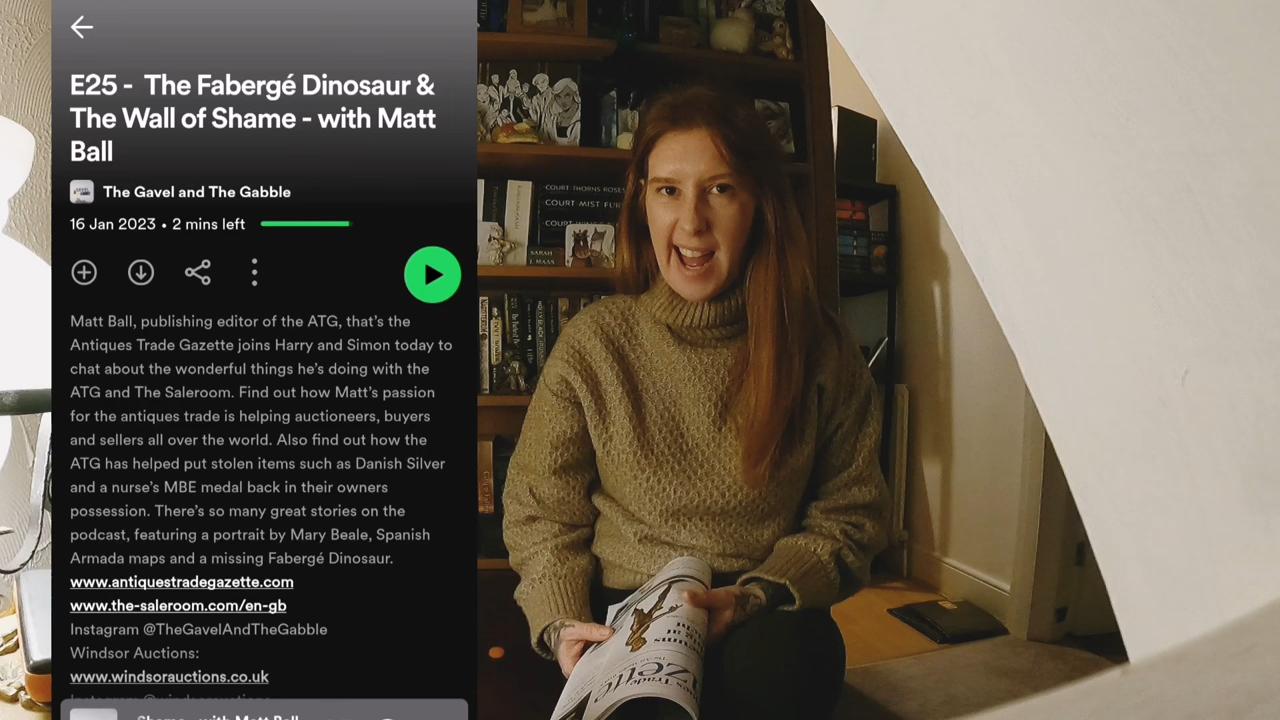 E25 - The Fabergé Dinosaur &
The Wall of Shame - with Matt
Ball
The Gavel and The Gabble
16 Jan 2023 • 2 mins left
Matt Ball, publishing editor of the ATG, that's the
Antiques Trade Gazette joins Harry and Simon today to
chat about the wonderful things he's doing with the
ATG and The Saleroom. Find out how Matt's passion
for the antiques trade is helping auctioneers, buyers
and sellers all over the world. Also find out how the
ATG has helped put stolen items such as Danish Silver
and a nurse's MBE medal back in their owners
possession. There's so many great stories on the
podcast, featuring a portrait by Mary Beale, Spanish
Armada maps and a missing Fabergé Dinosaur.
www.antiquestradegazette.com
www.the-saleroom.com/en-gb
Instagram @TheGavelAndTheGabble
Windsor Auctions:
www.windsorauctions.co.uk
Shame - with Matt Ball
COURT THORNS ROSES
COURT MIST FURY
SARAH
J. MAAS
HOLLY BLACK